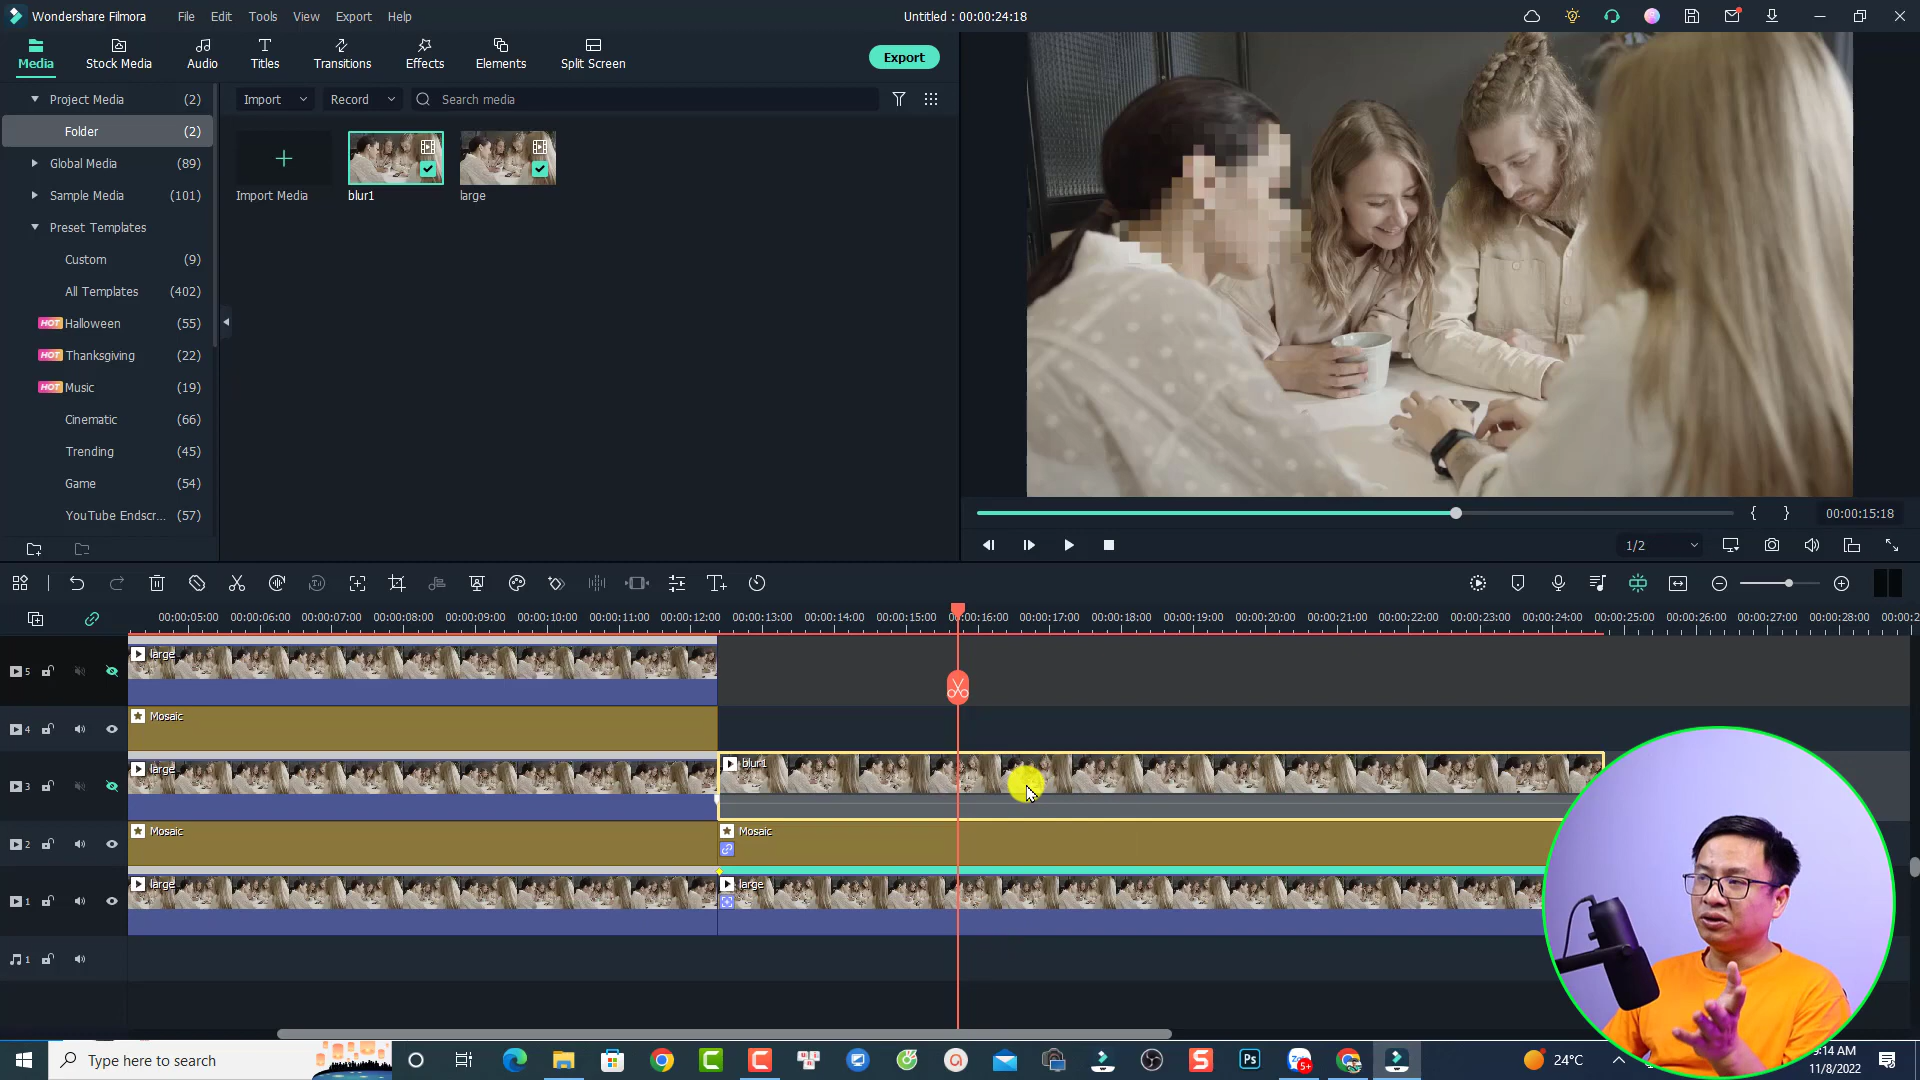 Wondershare Filmora File Edit Tools View Export Help Untitled : 00:00:24:18
Media Stock Media Audio Titles Transitions Effects Elements Split Screen Export
Project Media (2)
Folder (2)
Global Media (89)
Sample Media (101)
Preset Templates
Custom (9)
All Templates (402)
HOT Halloween (55)
HOT Thanksgiving (22)
HOT Music (19)
Cinematic (66)
Trending (45)
Game (54)
YouTube Endscr... (57)
Import Record Search media
Import Media blur1 large
{ } 00:00:15:18
1/2
00:00:05:00 00:00:06:00 00:00:07:00 00:00:08:00 00:00:09:00 00:00:10:00 00:00:11:00 00:00:12:00 00:00:13:00 00:00:14:00 00:00:15:00 00:00:16:00 00:00:17:00 00:00:18:00 00:00:19:00 00:00:20:00 00:00:21:00 00:00:22:00 00:00:23:00 00:00:24:00 00:00:25:00 00:00:26:00 00:00:27:00 00:00:28:00
5 large
4 Mosaic
3 large blur1
2 Mosaic Mosaic
1 large large
1
Type here to search
Ps
Zalo
5+
24°C
9:14 AM
11/8/2022